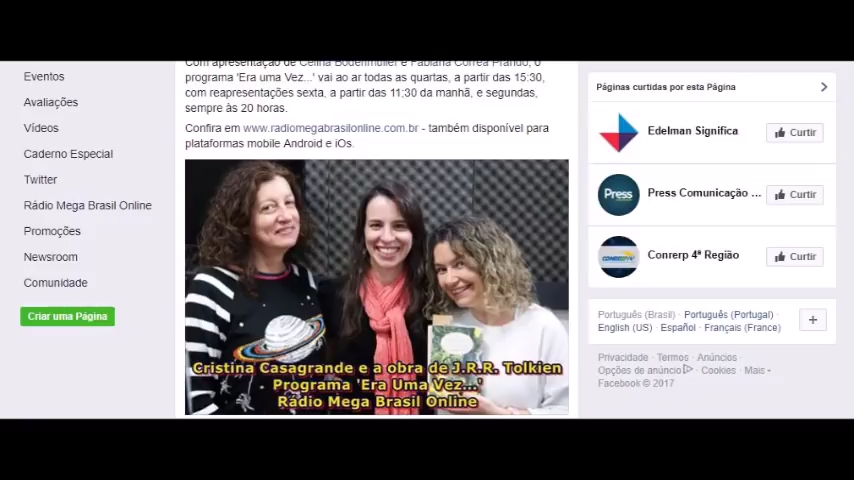 Eventos
Avaliações
Vídeos
Caderno Especial
Twitter
Rádio Mega Brasil Online
Promoções
Newsroom
Comunidade
Criar uma Página
Com apresentação de Celina Bodenmüller e Fabiana Corrêa Prando, o
programa 'Era uma Vez...' vai ao ar todas as quartas, a partir das 15:30,
com reapresentações sexta, a partir das 11;30 da manhã, e segundas,
sempre às 20 horas.
Confira em www.radiomegabrasilonline.com.br - também disponível para
plataformas mobile Android e iOs.
Cristina Casagrande e a obra de J.R.R. Tolkien
Programa 'Era Uma Vez...'
Rádio Mega Brasil Online
Páginas curtidas por esta Página
Edelman Significa
Curtir
Press
Press Comunicação ...
Curtir
CONRERP/4ª
Conrerp 4ª Região
Curtir
Português (Brasil) · Português (Portugal) ·
English (US) · Español · Français (France)
+
Privacidade · Termos · Anúncios ·
Opções de anúncio · Cookies · Mais
Facebook © 2017